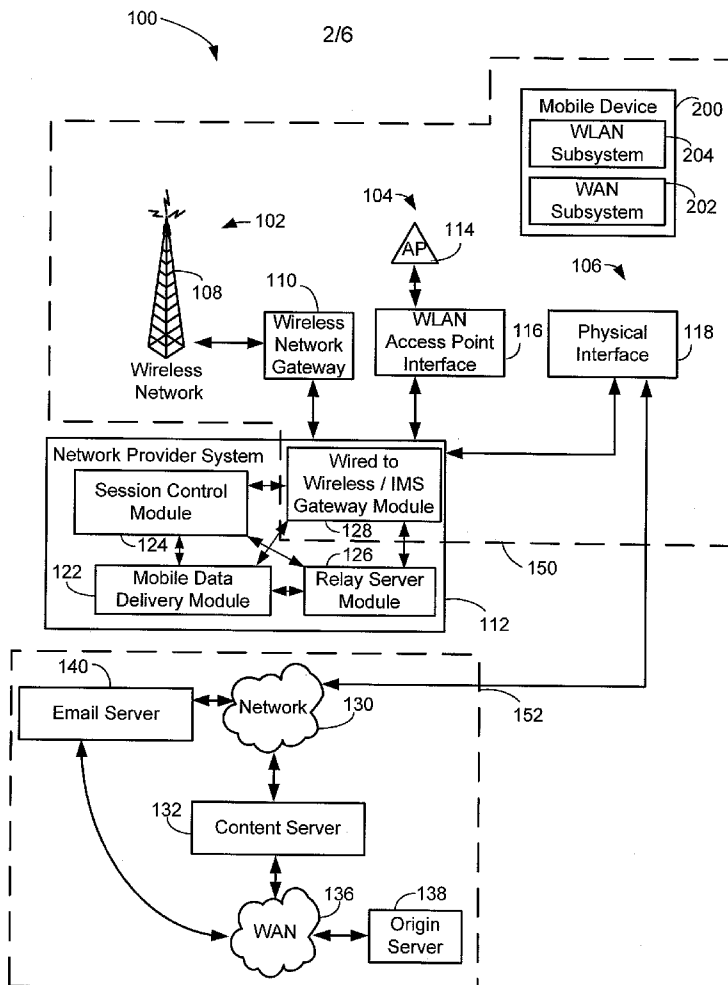 100
2/6
Mobile Device
200
WLAN
Subsystem
204
WAN
Subsystem
202
102
104
AP
114
108
106
110
Wireless
Network
Gateway
WLAN
Access Point
Interface
116
Physical
Interface
118
Wireless
Network
Network Provider System
Session Control
Module
124
Wired to
Wireless / IMS
Gateway Module
128
126
150
122
Mobile Data
Delivery Module
Relay Server
Module
112
140
Email Server
Network
130
152
132
Content Server
136
WAN
138
Origin
Server